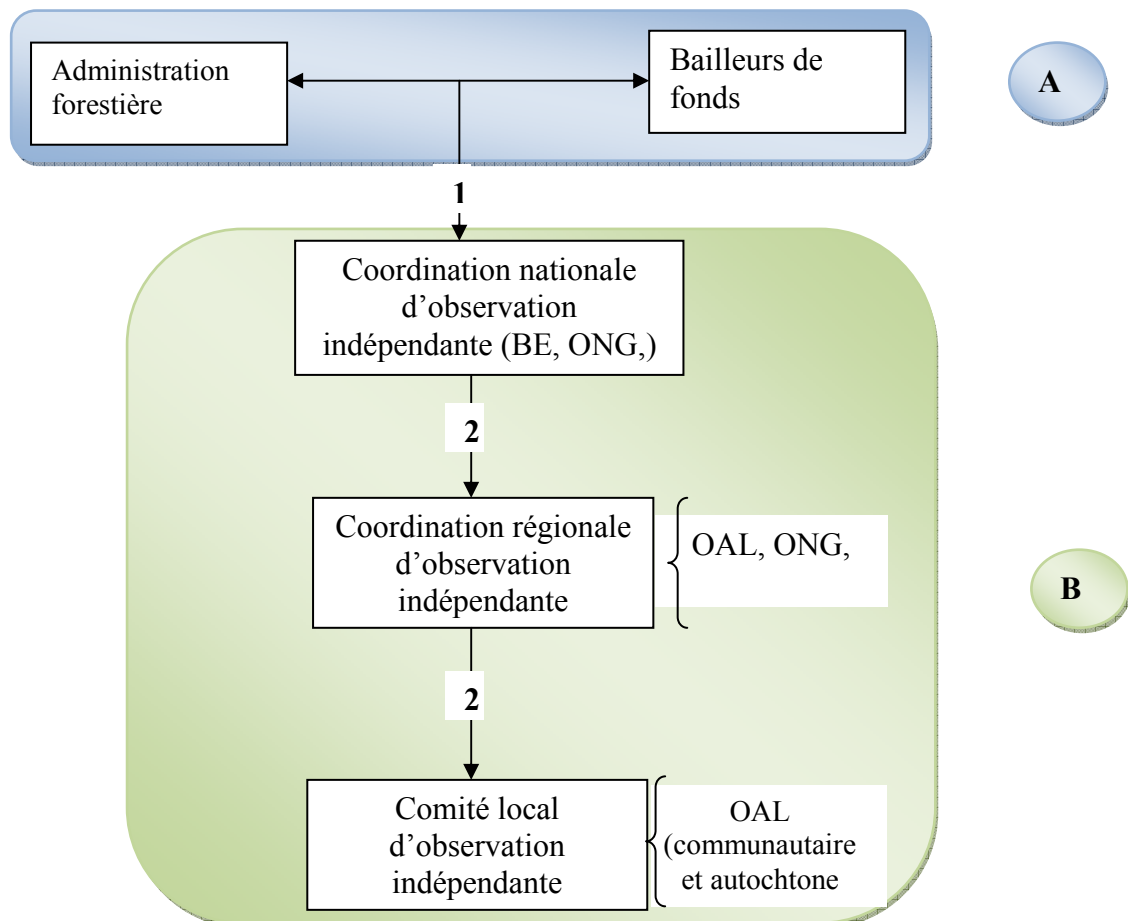 Administration
forestière
Bailleurs de
fonds
A
1
Coordination nationale
d’observation
indépendante (BE, ONG,)
2
Coordination régionale
d’observation
indépendante
OAL, ONG,
B
2
Comité local
d’observation
indépendante
OAL
(communautaire
et autochtone